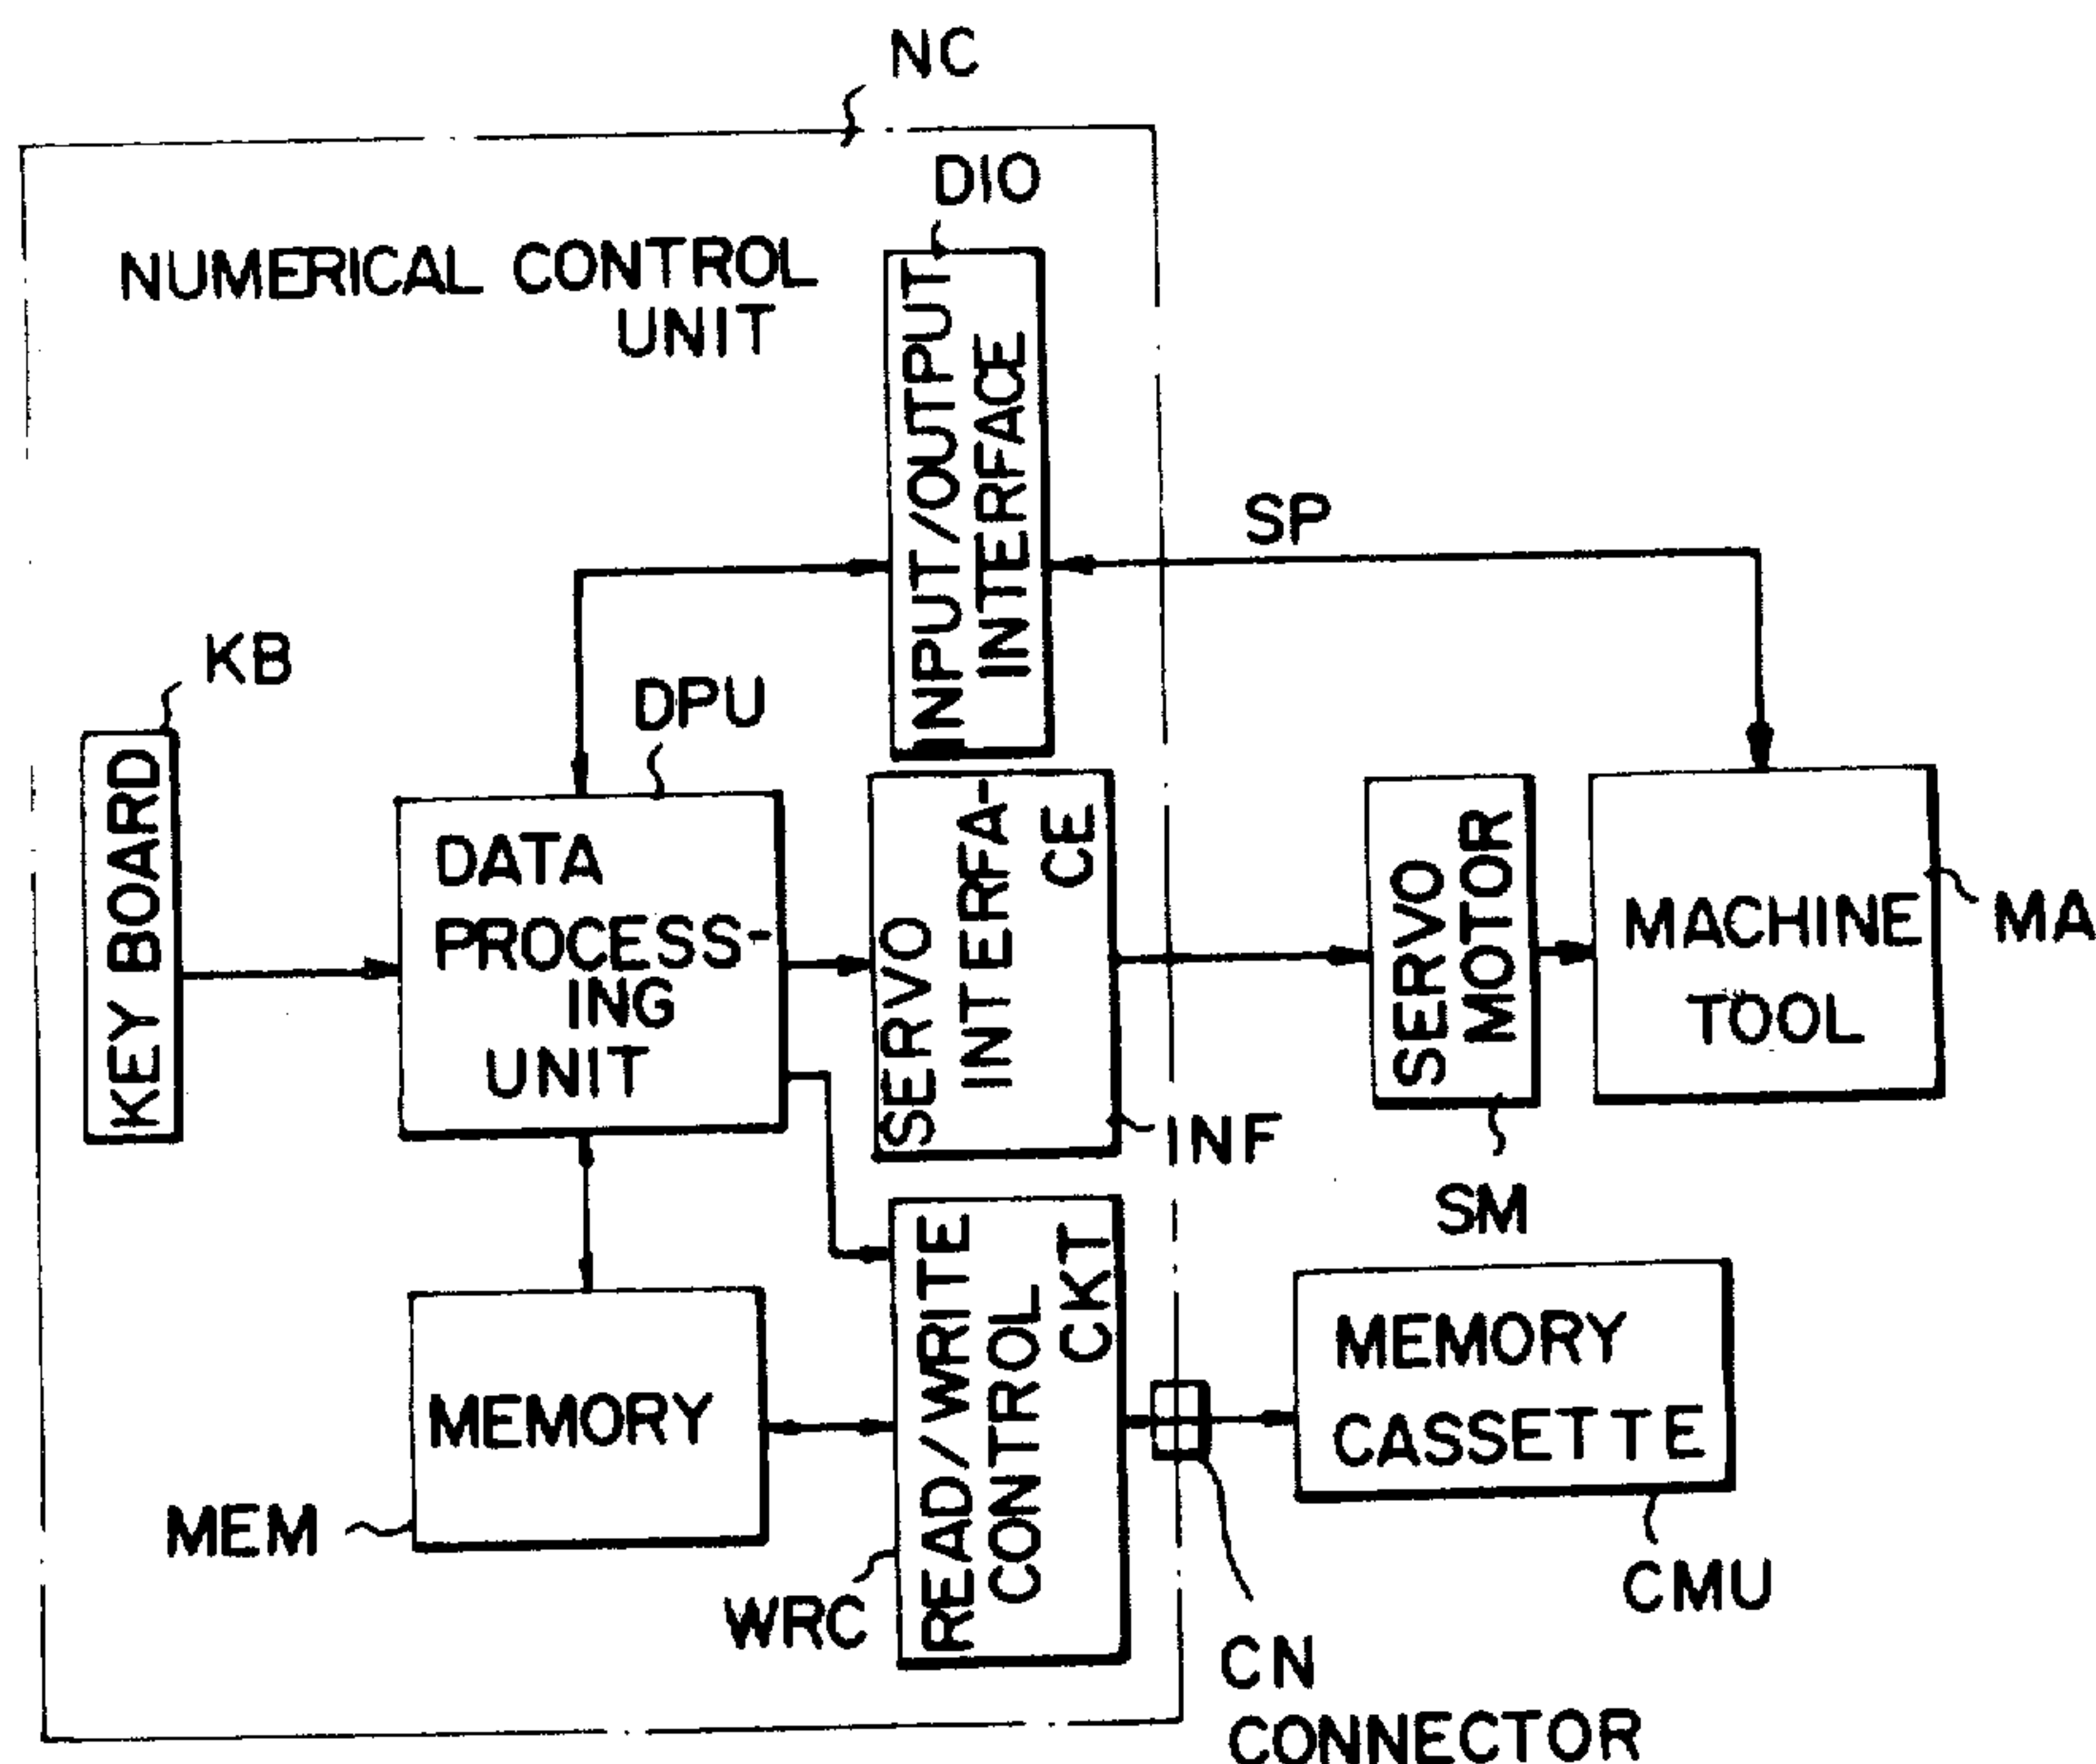 NC
DIO
NUMERICAL CONTROL
UNIT
INPUT/OUTPUT
INTERFACE
SP
KB
DPU
KEY BOARD
DATA
PROCESS-
ING
UNIT
SERVO
INTERFA-
CE
SERVO
MOTOR
MACHINE
TOOL
MA
INF
SM
MEMORY
MEM
READ/WRITE
CONTROL
CKT
WRC
MEMORY
CASSETTE
CMU
CN
CONNECTOR